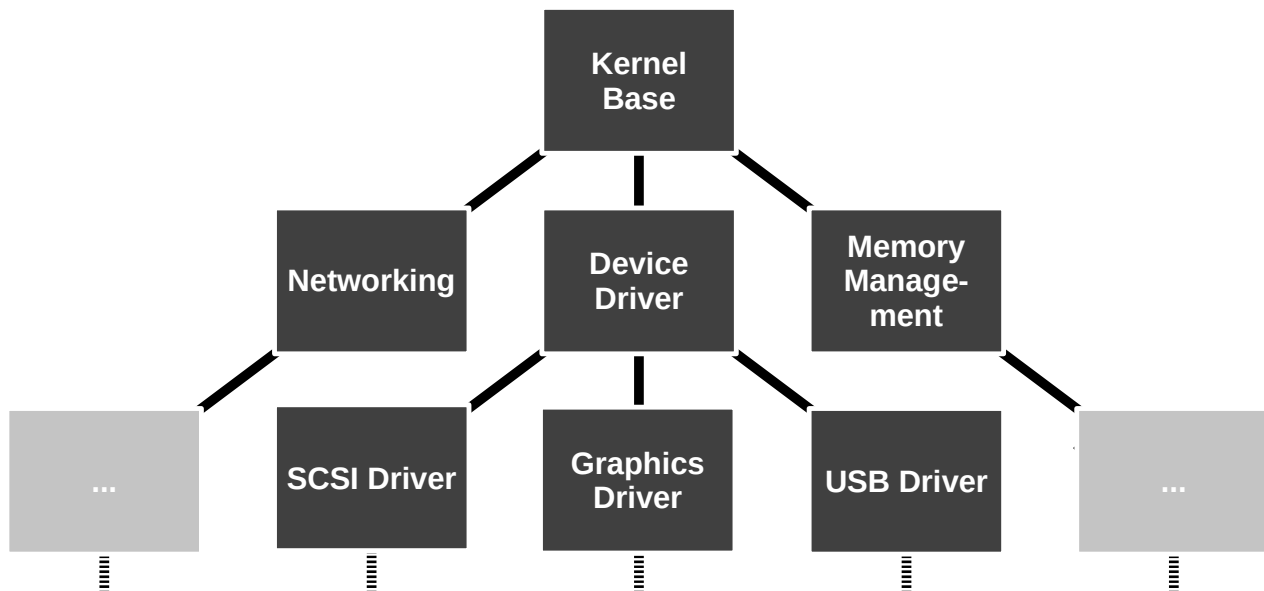 Kernel
Base
Networking
Device
Driver
Memory
Manage-
ment
...
SCSI Driver
Graphics
Driver
USB Driver
...